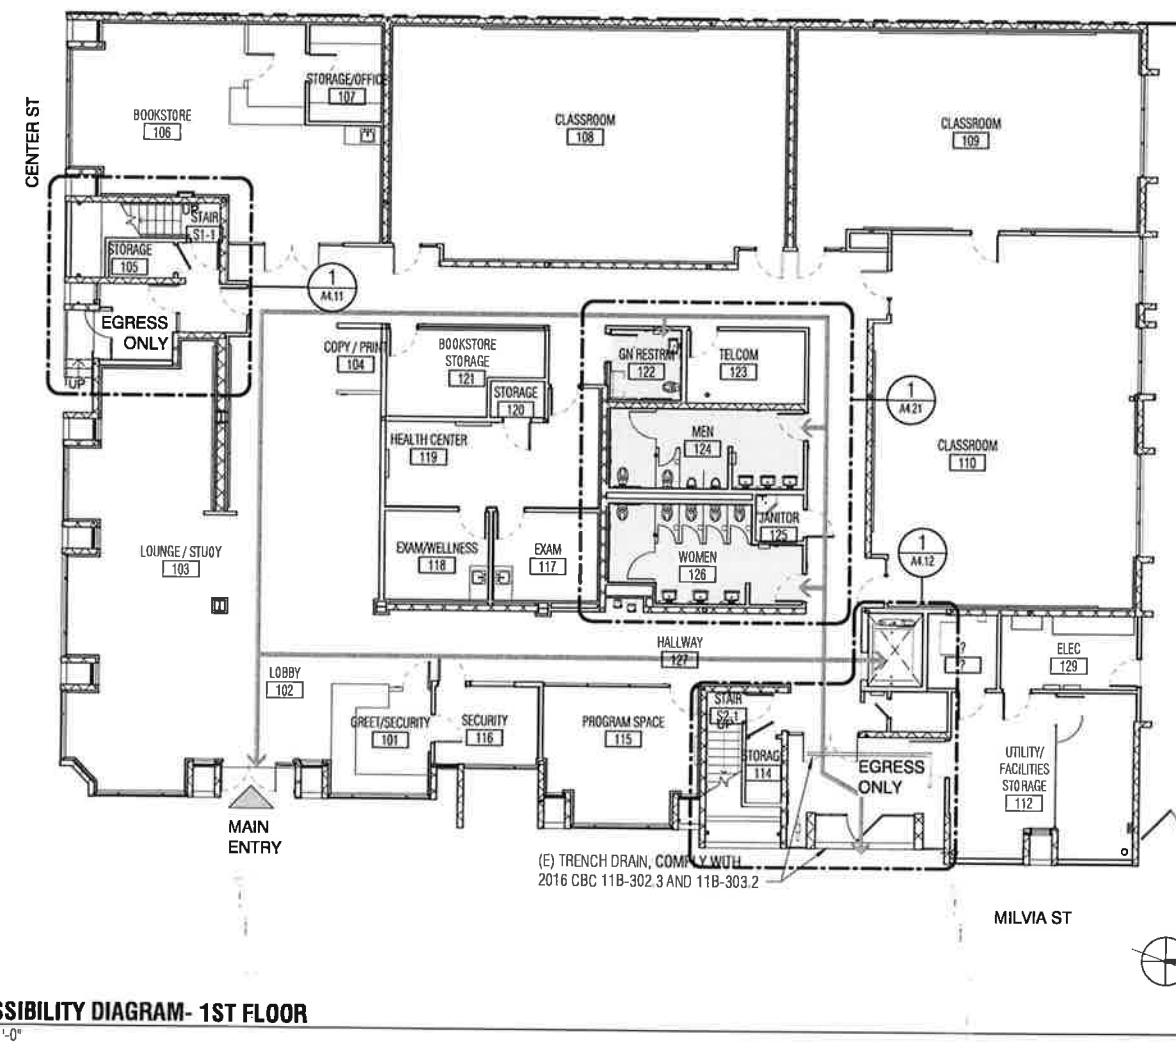 CENTER ST
BOOKSTORE
106
STORAGE/OFFICE
107
CLASSROOM
108
CLASSROOM
109
UP
STAIR
S1-1
STORAGE
105
1
A4.11
EGRESS
ONLY
UP
COPY / PRINT
104
BOOKSTORE
STORAGE
121
STORAGE
120
GN RESTRM
122
TELCOM
123
1
A4.21
HEALTH CENTER
119
MEN
124
CLASSROOM
110
JANITOR
125
LOUNGE / STUDY
103
EXAM/WELLNESS
118
EXAM
117
WOMEN
126
1
A4.12
HALLWAY
127
?
?
ELEC
129
LOBBY
102
GREET/SECURITY
101
SECURITY
116
PROGRAM SPACE
115
STAIR
S2-1
UP
STORAG
114
EGRESS
ONLY
UTILITY/
FACILITIES
STORAGE
112
MAIN
ENTRY
(E) TRENCH DRAIN, COMPLY WITH
2016 CBC 11B-302.3 AND 11B-303.2
MILVIA ST
SSIBILITY DIAGRAM- 1ST FLOOR
'-0"